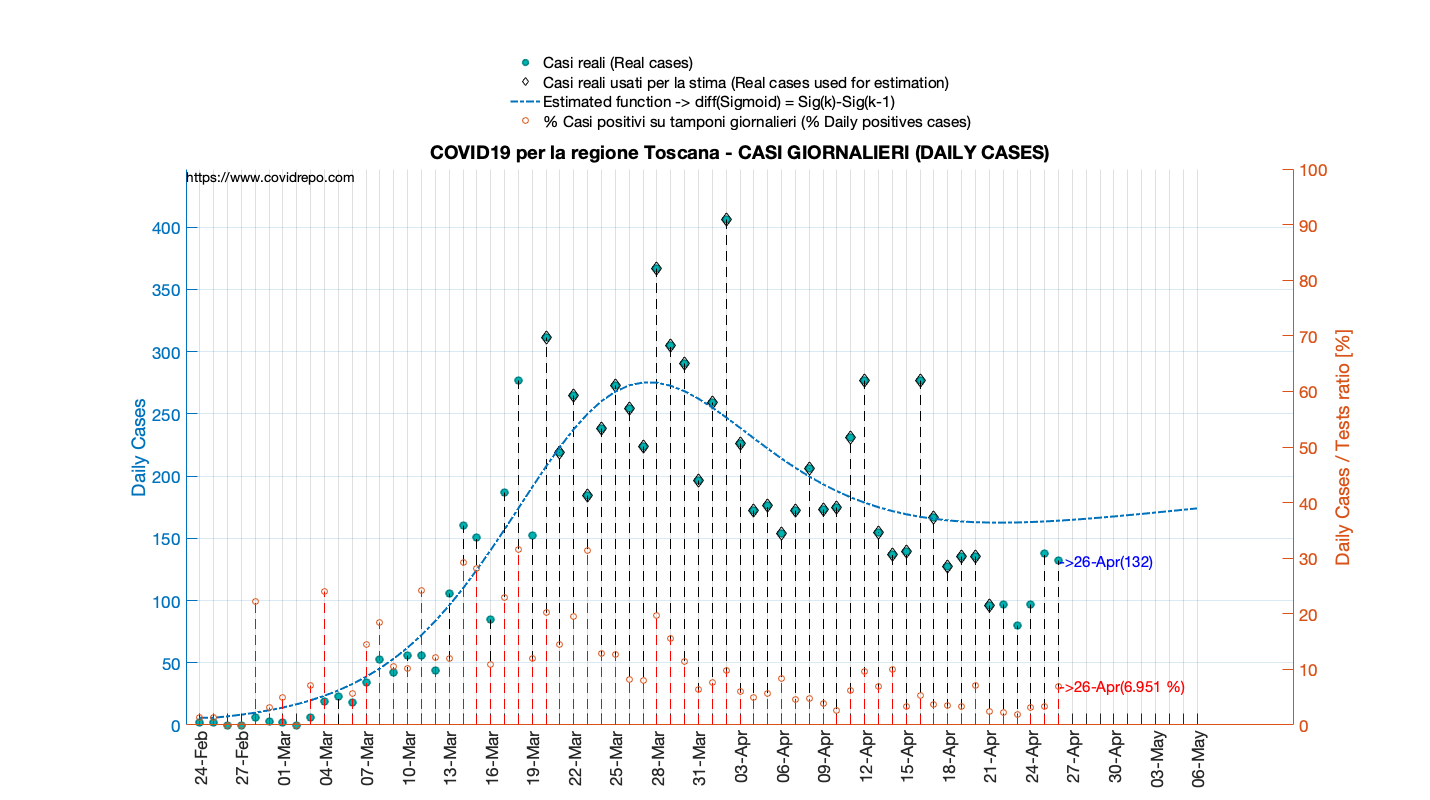 Casi reali (Real cases)
Casi reali usati per la stima (Real cases used for estimation)
Estimated function -> diff(Sigmoid) = Sig(k)-Sig(k-1)
% Casi positivi su tamponi giornalieri (% Daily positives cases)
COVID19 per la regione Toscana - CASI GIORNALIERI (DAILY CASES)
https://www.covidrepo.com
Daily Cases
400
350
300
250
200
150
100
50
0
100
90
80
70
60
50
40
30
20
10
0
Daily Cases / Tests ratio [%]
->26-Apr(132)
->26-Apr(6.951 %)
24-Feb
27-Feb
01-Mar
04-Mar
07-Mar
10-Mar
13-Mar
16-Mar
19-Mar
22-Mar
25-Mar
28-Mar
31-Mar
03-Apr
06-Apr
09-Apr
12-Apr
15-Apr
18-Apr
21-Apr
24-Apr
27-Apr
30-Apr
03-May
06-May